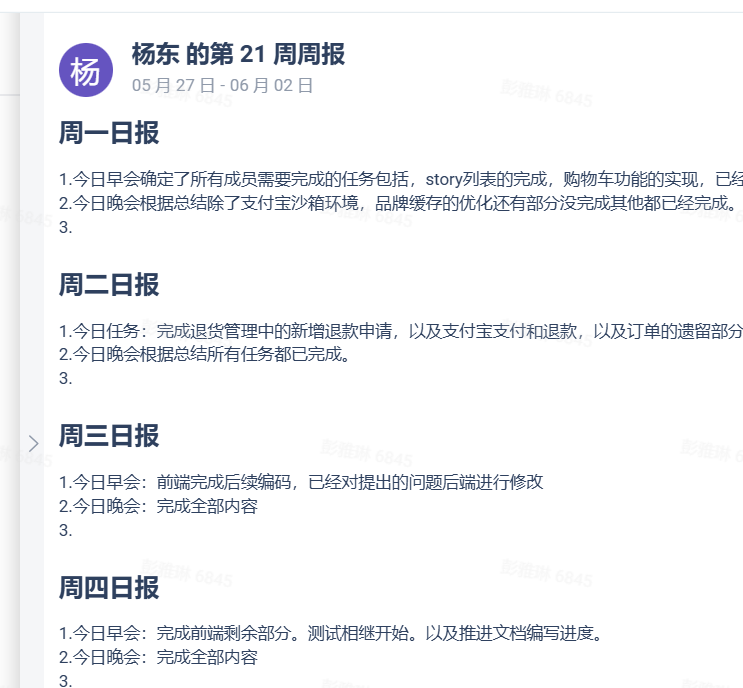 杨
杨东 的第 21 周周报
05 月 27 日 - 06 月 02 日
周一日报
1.今日早会确定了所有成员需要完成的任务包括，story列表的完成，购物车功能的实现，已经
2.今日晚会根据总结除了支付宝沙箱环境，品牌缓存的优化还有部分没完成其他都已经完成。
3.
周二日报
1.今日任务：完成退货管理中的新增退款申请，以及支付宝支付和退款，以及订单的遗留部分
2.今日晚会根据总结所有任务都已完成。
3.
周三日报
1.今日早会：前端完成后续编码，已经对提出的问题后端进行修改
2.今日晚会：完成全部内容
3.
周四日报
1.今日早会：完成前端剩余部分。测试相继开始。以及推进文档编写进度。
2.今日晚会：完成全部内容
3.
彭雅琳 6845